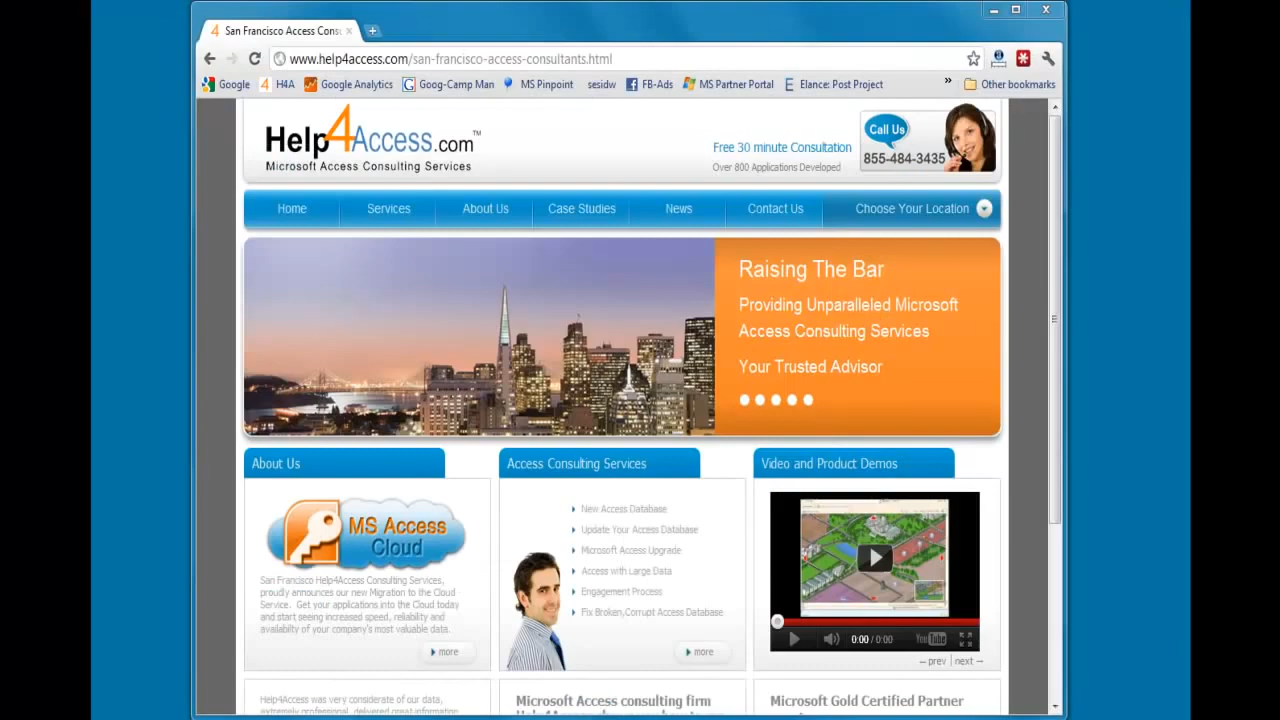 4 San Francisco Access Cons
www.help4access.com/san-francisco-access-consultants.html
Google H4A Google Analytics Goog-Camp Man MS Pinpoint sesidw FB-Ads MS Partner Portal Elance: Post Project » Other bookmarks
Help4Access.com™
Microsoft Access Consulting Services
Free 30 minute Consultation
Over 800 Applications Developed
Call Us
855-484-3435
Home Services About Us Case Studies News Contact Us Choose Your Location
Raising The Bar
Providing Unparalleled Microsoft
Access Consulting Services
Your Trusted Advisor
About Us
MS Access
Cloud
San Francisco Help4Access Consulting Services,
proudly announces our new Migration to the Cloud
Service. Get your applications into the Cloud today
and start seeing increased speed, reliability and
availabilty of your company's most valuable data.
more
Access Consulting Services
New Access Database
Update Your Access Database
Microsoft Access Upgrade
Access with Large Data
Engagement Process
Fix Broken,Corrupt Access Database
more
Video and Product Demos
0:00 / 0:00 YouTube
← prev | next →
Help4Access was very considerate of our data,
extremely professional, delivered great information
Microsoft Access consulting firm
Microsoft Gold Certified Partner